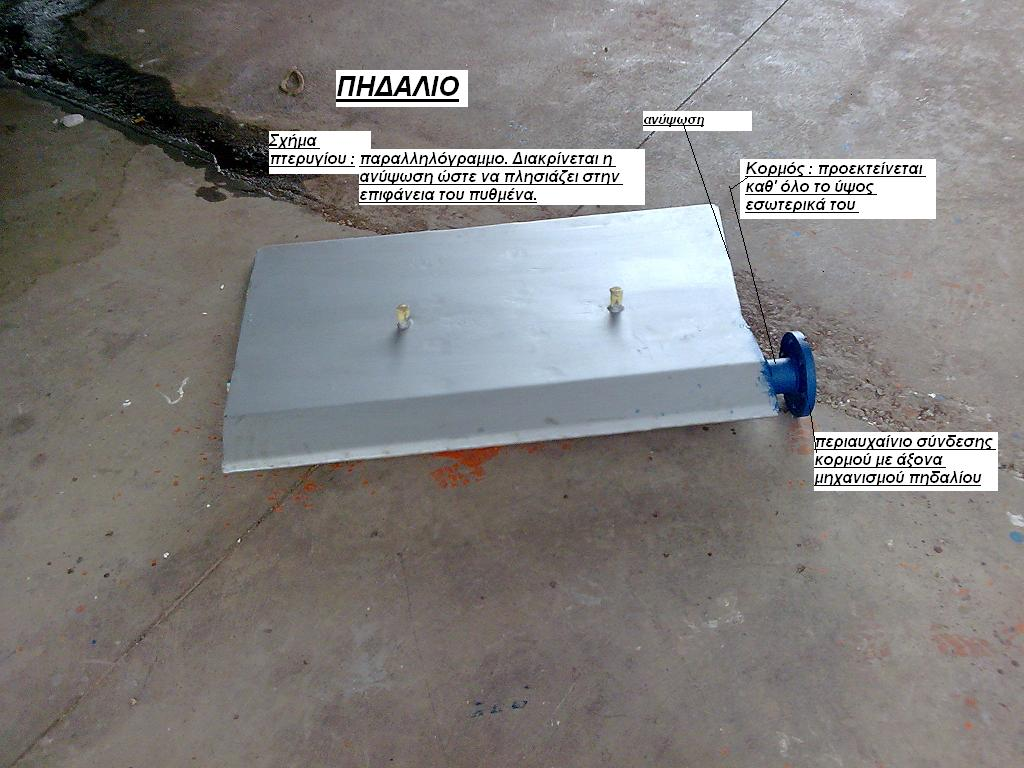 ΠΗΔΑΛΙΟ
Σχήμα
πτερυγίου : παραλληλόγραμμο. Διακρίνεται η
ανύψωση ώστε να πλησιάζει στην
επιφάνεια του πυθμένα.
ανύψωση
Κορμός : προεκτείνεται
καθ' όλο το ύψος
εσωτερικά του
περιαυχαίνιο σύνδεσης
κορμού με άξονα
μηχανισμού πηδαλίου